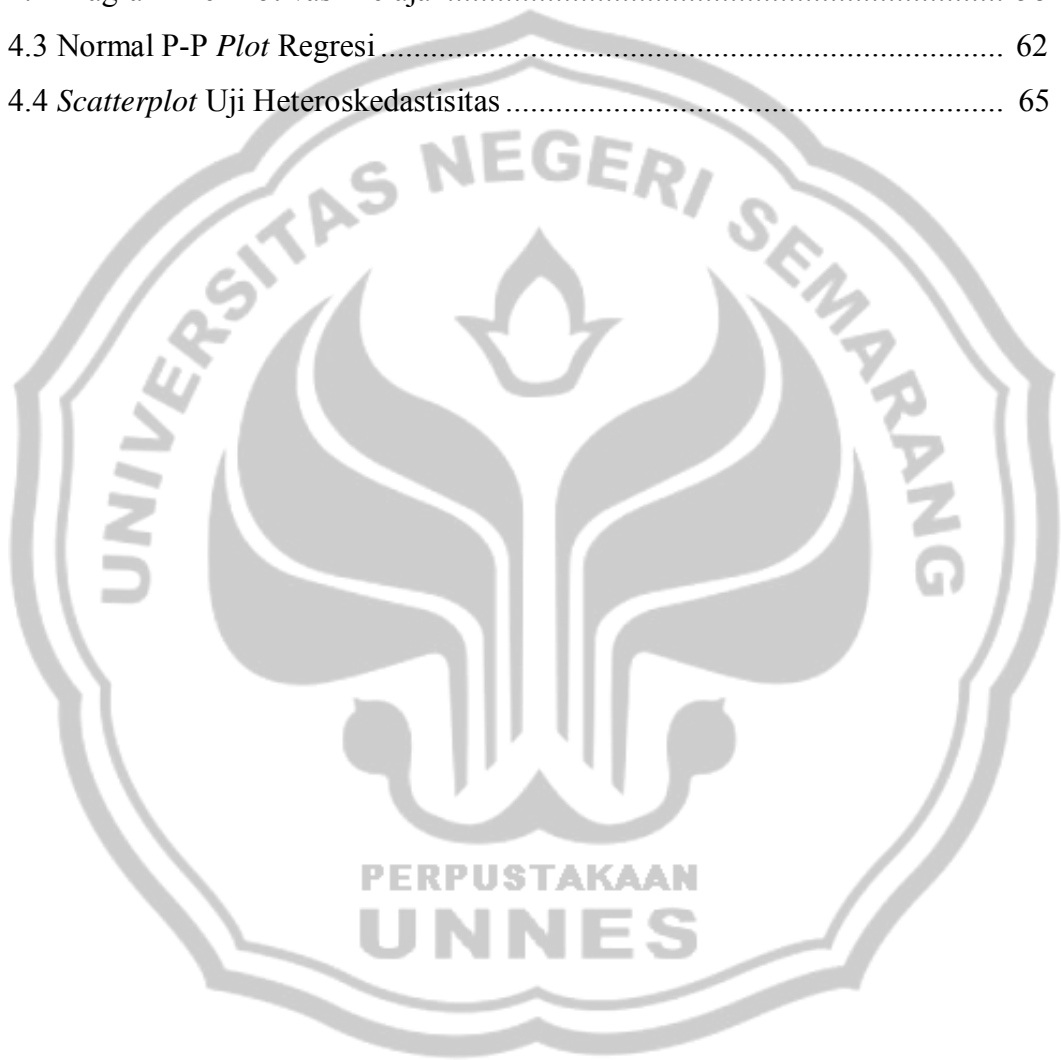 4.3 Normal P-P Plot Regresi ........................................................................................ 62
4.4 Scatterplot Uji Heteroskedastisitas ...................................................................... 65
UNIVERSITAS NEGERI SEMARANG
PERPUSTAKAAN
UNNES